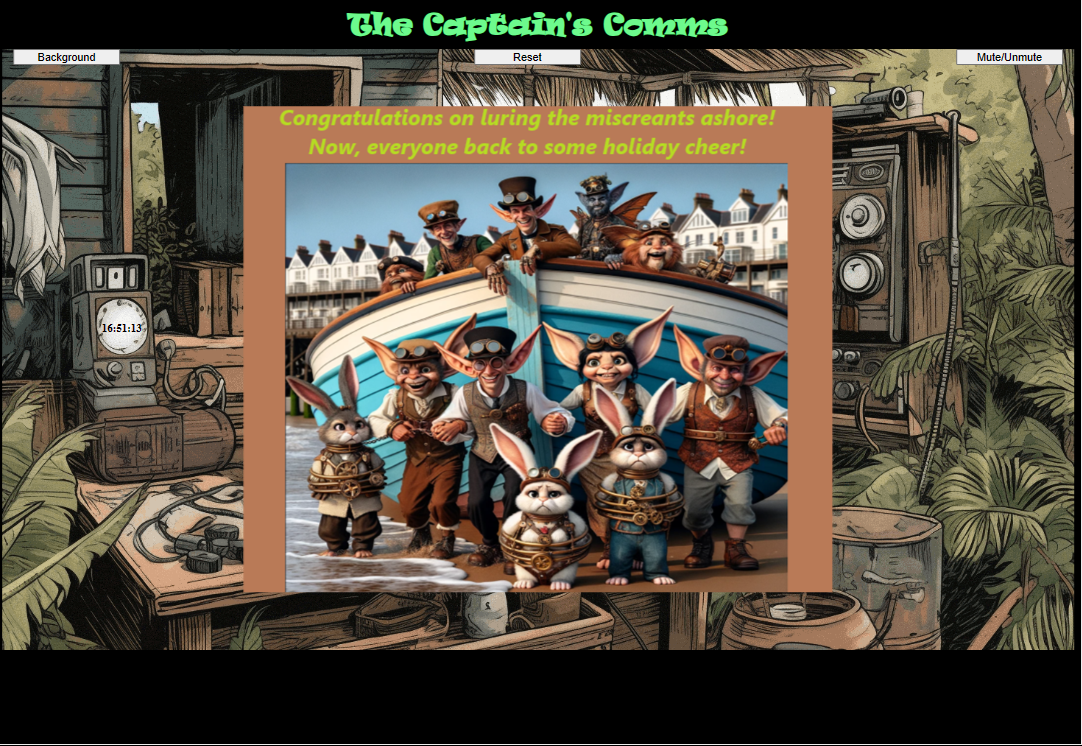 The Captain's Comms
Background
Reset
Mute/Unmute
Congratulations on luring the miscreants ashore!
Now, everyone back to some holiday cheer!
16:51:13